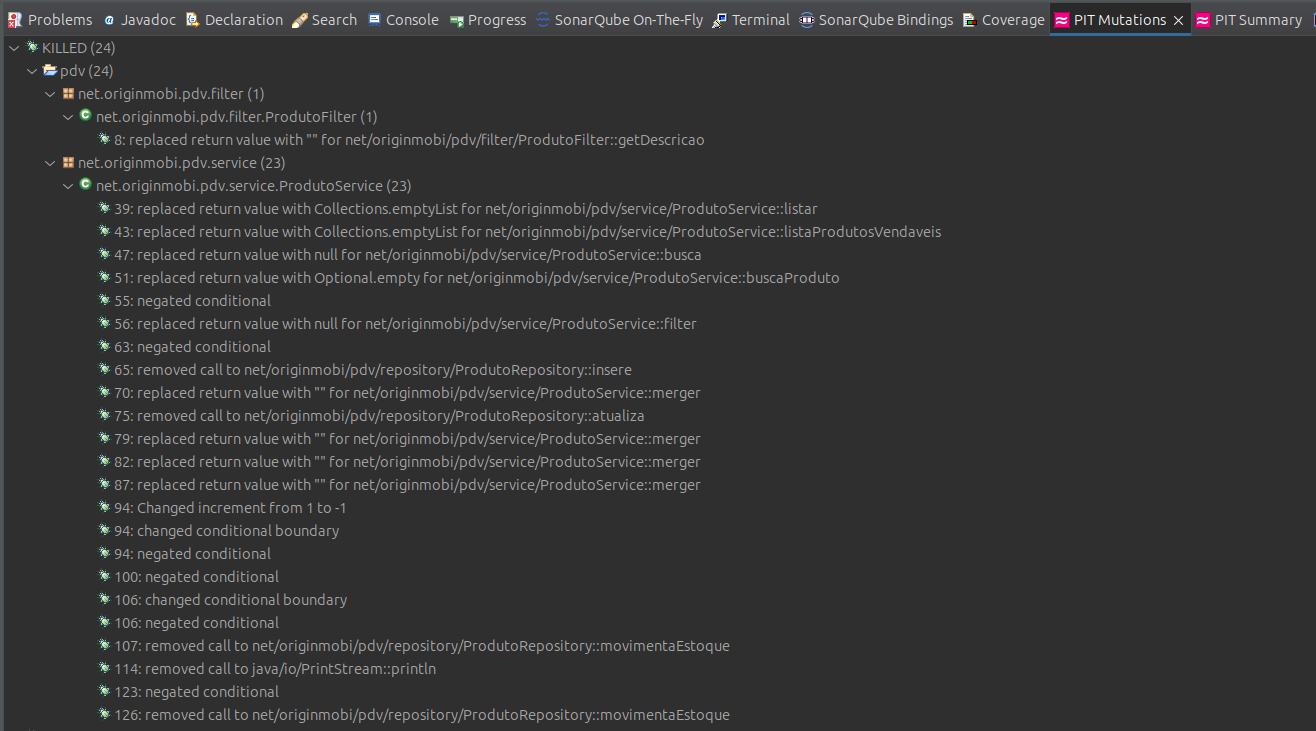 Problems Javadoc Declaration Search Console Progress SonarQube On-The-Fly Terminal SonarQube Bindings Coverage PIT Mutations PIT Summary
KILLED (24)
pdv (24)
net.originmobi.pdv.filter (1)
net.originmobi.pdv.filter.ProdutoFilter (1)
8: replaced return value with "" for net/originmobi/pdv/filter/ProdutoFilter::getDescricao
net.originmobi.pdv.service (23)
net.originmobi.pdv.service.ProdutoService (23)
39: replaced return value with Collections.emptyList for net/originmobi/pdv/service/ProdutoService::listar
43: replaced return value with Collections.emptyList for net/originmobi/pdv/service/ProdutoService::listaProdutosVendaveis
47: replaced return value with null for net/originmobi/pdv/service/ProdutoService::busca
51: replaced return value with Optional.empty for net/originmobi/pdv/service/ProdutoService::buscaProduto
55: negated conditional
56: replaced return value with null for net/originmobi/pdv/service/ProdutoService::filter
63: negated conditional
65: removed call to net/originmobi/pdv/repository/ProdutoRepository::insere
70: replaced return value with "" for net/originmobi/pdv/service/ProdutoService::merger
75: removed call to net/originmobi/pdv/repository/ProdutoRepository::atualiza
79: replaced return value with "" for net/originmobi/pdv/service/ProdutoService::merger
82: replaced return value with "" for net/originmobi/pdv/service/ProdutoService::merger
87: replaced return value with "" for net/originmobi/pdv/service/ProdutoService::merger
94: Changed increment from 1 to -1
94: changed conditional boundary
94: negated conditional
100: negated conditional
106: changed conditional boundary
106: negated conditional
107: removed call to net/originmobi/pdv/repository/ProdutoRepository::movimentaEstoque
114: removed call to java/io/PrintStream::println
123: negated conditional
126: removed call to net/originmobi/pdv/repository/ProdutoRepository::movimentaEstoque